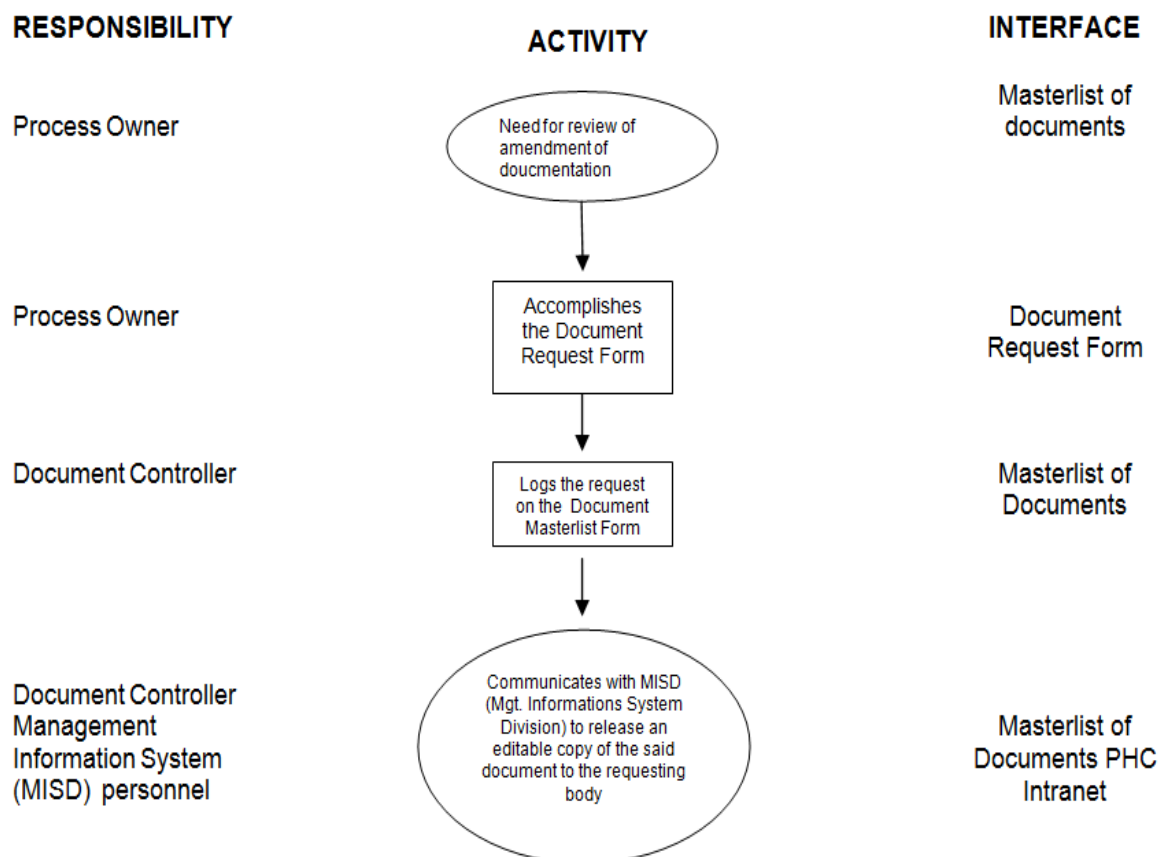 RESPONSIBILITY
ACTIVITY
INTERFACE
Process Owner
Need for review of
amendment of
doucmentation
Masterlist of
documents
Process Owner
Accomplishes
the Document
Request Form
Document
Request Form
Document Controller
Logs the request
on the Document
Masterlist Form
Masterlist of
Documents
Document Controller
Management
Information System
(MISD) personnel
Communicates with MISD
(Mgt. Informations System
Division) to release an
editable copy of the said
document to the requesting
body
Masterlist of
Documents PHC
Intranet